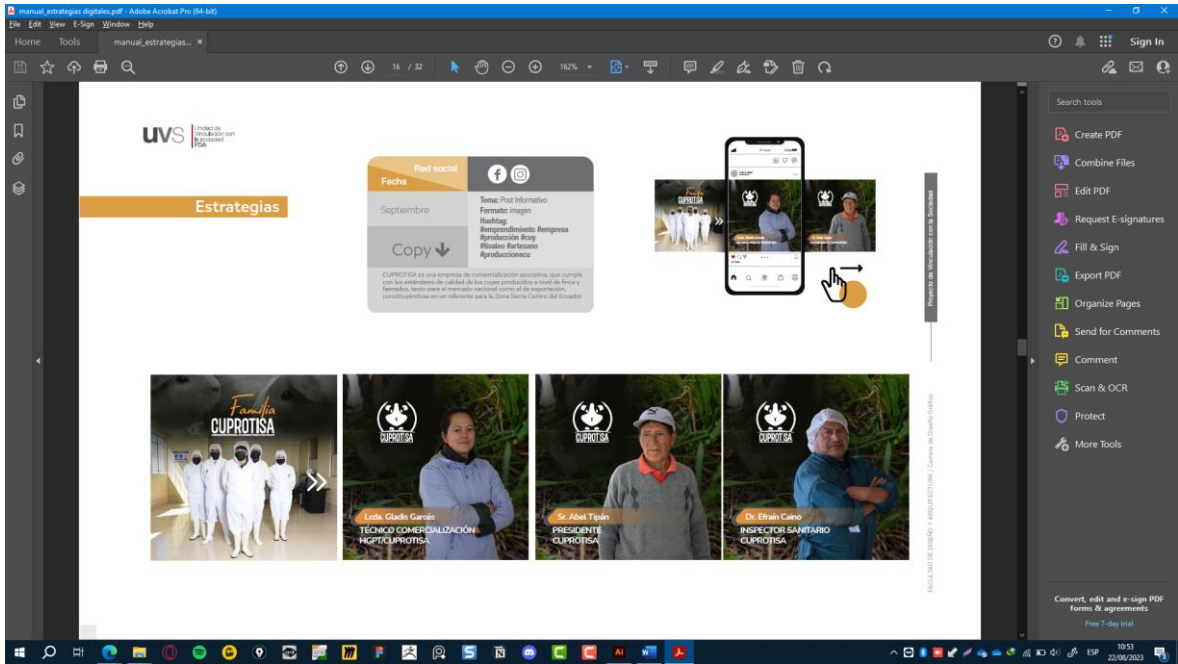 manual_estrategias digitales.pdf - Adobe Acrobat Pro (64-bit)
File Edit View E-Sign Window Help
Home Tools manual_estrategias... × Sign In
16 / 32 162%
UVS Unidad de
Vinculación con
la sociedad
FDA
Estrategias
Red social
Fecha
Septiembre
Copy
Tema: Post Informativo
Formato: imagen
Hashtag:
#emprendimiento #empresa
#producción #cuy
#tisaleo #artesano
#produccionecu
CUPROTISA es una empresa de comercialización asociativa, que cumple
con los estándares de calidad de los cuyes producidos a nivel de finca y
faenados, tanto para el mercado nacional como el de exportación,
constituyéndose en un referente para la Zona Sierra Centro del Ecuador
Familia
CUPROTISA
Proyecto de Vinculación con la Sociedad
FACULTAD DE DISEÑO Y ARQUITECTURA / Carrera de Diseño Gráfico
Familia
CUPROTISA
CUPROTISA
Lcda. Gladis Garcés
TÉCNICO COMERCIALIZACIÓN
HGPT/CUPROTISA
CUPROTISA
Sr. Abel Tipán
PRESIDENTE
CUPROTISA
CUPROTISA
Dr. Efraín Caino
INSPECTOR SANITARIO
CUPROTISA
Search tools
Create PDF
Combine Files
Edit PDF
Request E-signatures
Fill & Sign
Export PDF
Organize Pages
Send for Comments
Comment
Scan & OCR
Protect
More Tools
Convert, edit and e-sign PDF
forms & agreements
Free 7-day trial
ESP
10:53
22/08/2023